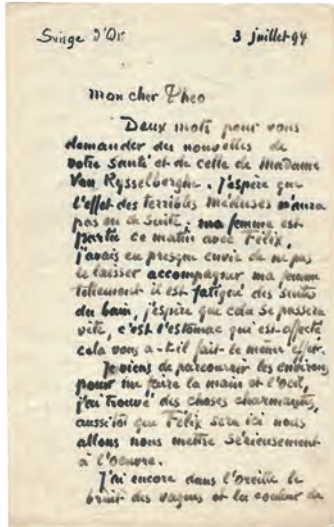 Singe d'Or 3 juillet 94
mon cher Theo
Deux mots pour vous
demander des nouvelles de
votre santé et de celle de Madame
Van Rysselberghe. J'espère que
l'effet des terribles méduses n'aura
pas eu de suite; ma femme est
partie ce matin avec Félix,
j'avais eu presque envie de ne pas
le laisser accompagner ma femme
tellement il est fatigué des suites
du bain, j'espère que cela se passera
vite, c'est l'estomac qui est affecté
cela vous a-t-il fait le même effet.
Je viens de parcourir les environs
pour me faire la main et l'oeil,
j'ai trouvé des choses charmantes,
aussitot que Félix sera ici nous
allons nous mettre sérieusement
à l'oeuvre.
J'ai encore dans l'oreille le
bruit des vagues et la couleur de